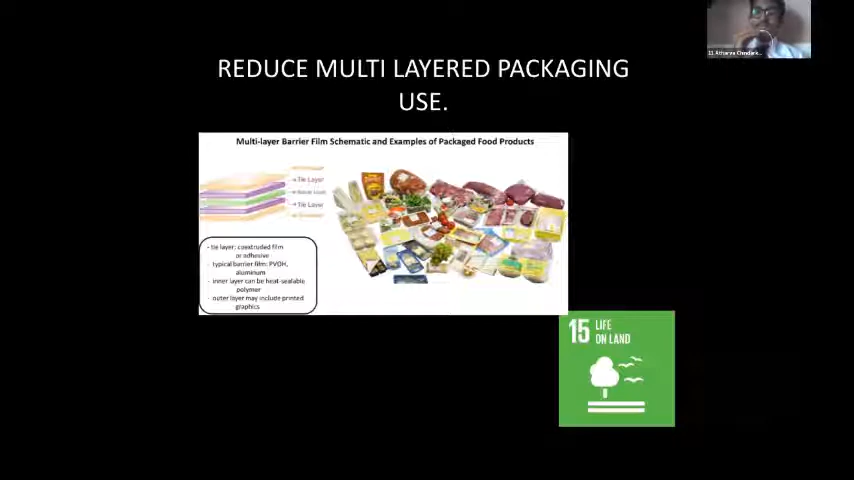 REDUCE MULTI LAYERED PACKAGING
USE.
Multi-layer Barrier Film Schematic and Examples of Packaged Food Products
Tie Layer
Tie Layer
- tie layer: coextruded film
or adhesive
- typical barrier film: PVOH,
aluminum
- inner layer can be heat-sealable
polymer
- outer layer may include printed
graphics
15 LIFE
ON LAND